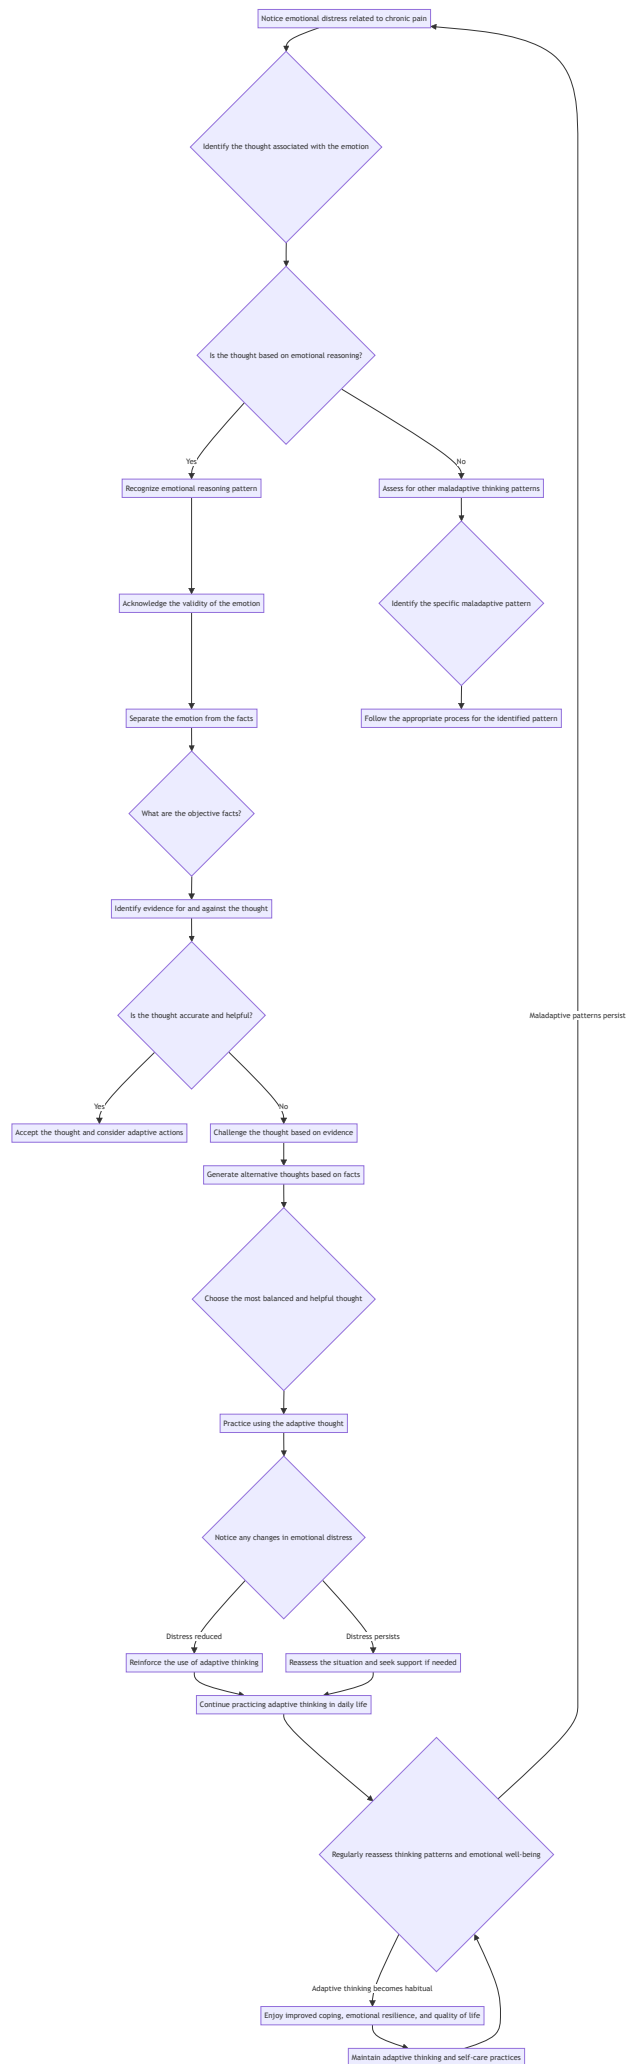 Notice emotional distress related to chronic pain
Identify the thought associated with the emotion
Is the thought based on emotional reasoning?
Yes
No
Recognize emotional reasoning pattern
Assess for other maladaptive thinking patterns
Acknowledge the validity of the emotion
Identify the specific maladaptive pattern
Separate the emotion from the facts
Follow the appropriate process for the identified pattern
What are the objective facts?
Identify evidence for and against the thought
Is the thought accurate and helpful?
Maladaptive patterns persist
Yes
No
Accept the thought and consider adaptive actions
Challenge the thought based on evidence
Generate alternative thoughts based on facts
Choose the most balanced and helpful thought
Practice using the adaptive thought
Notice any changes in emotional distress
Distress reduced
Distress persists
Reinforce the use of adaptive thinking
Reassess the situation and seek support if needed
Continue practicing adaptive thinking in daily life
Regularly reassess thinking patterns and emotional well-being
Adaptive thinking becomes habitual
Enjoy improved coping, emotional resilience, and quality of life
Maintain adaptive thinking and self-care practices